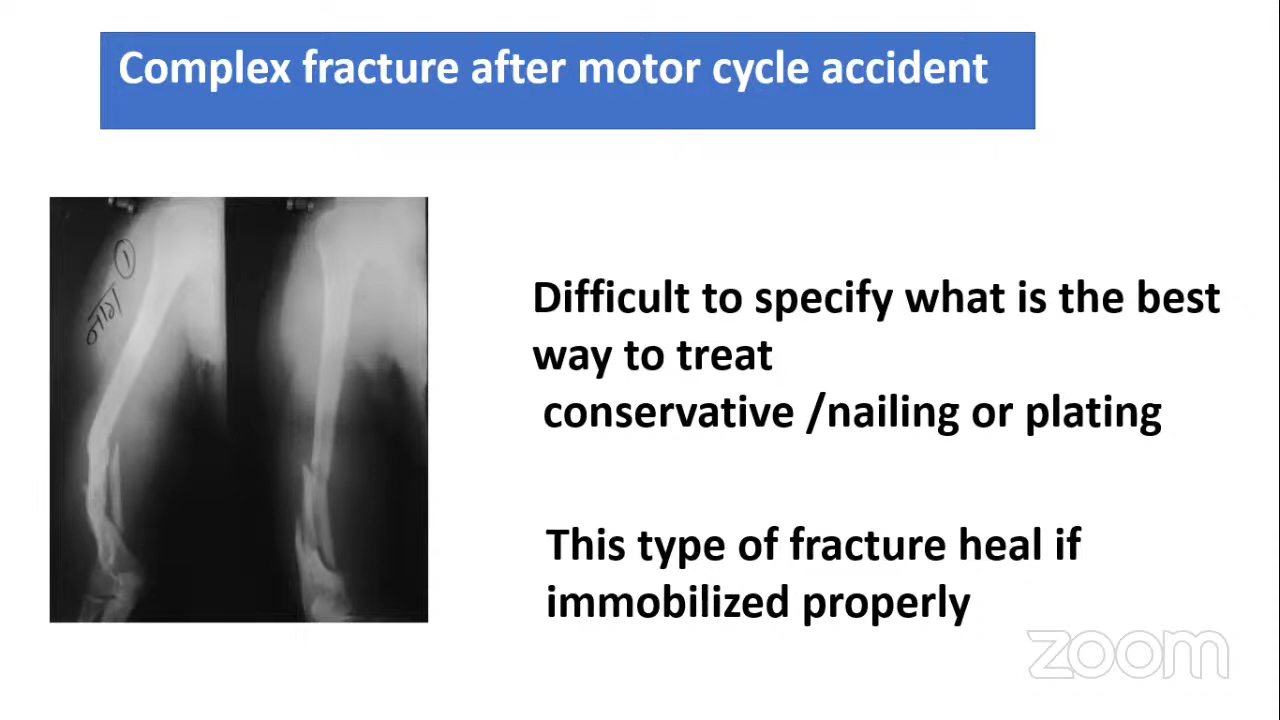 Complex fracture after motor cycle accident
Difficult to specify what is the best
way to treat
conservative /nailing or plating
This type of fracture heal if
immobilized properly
zoom